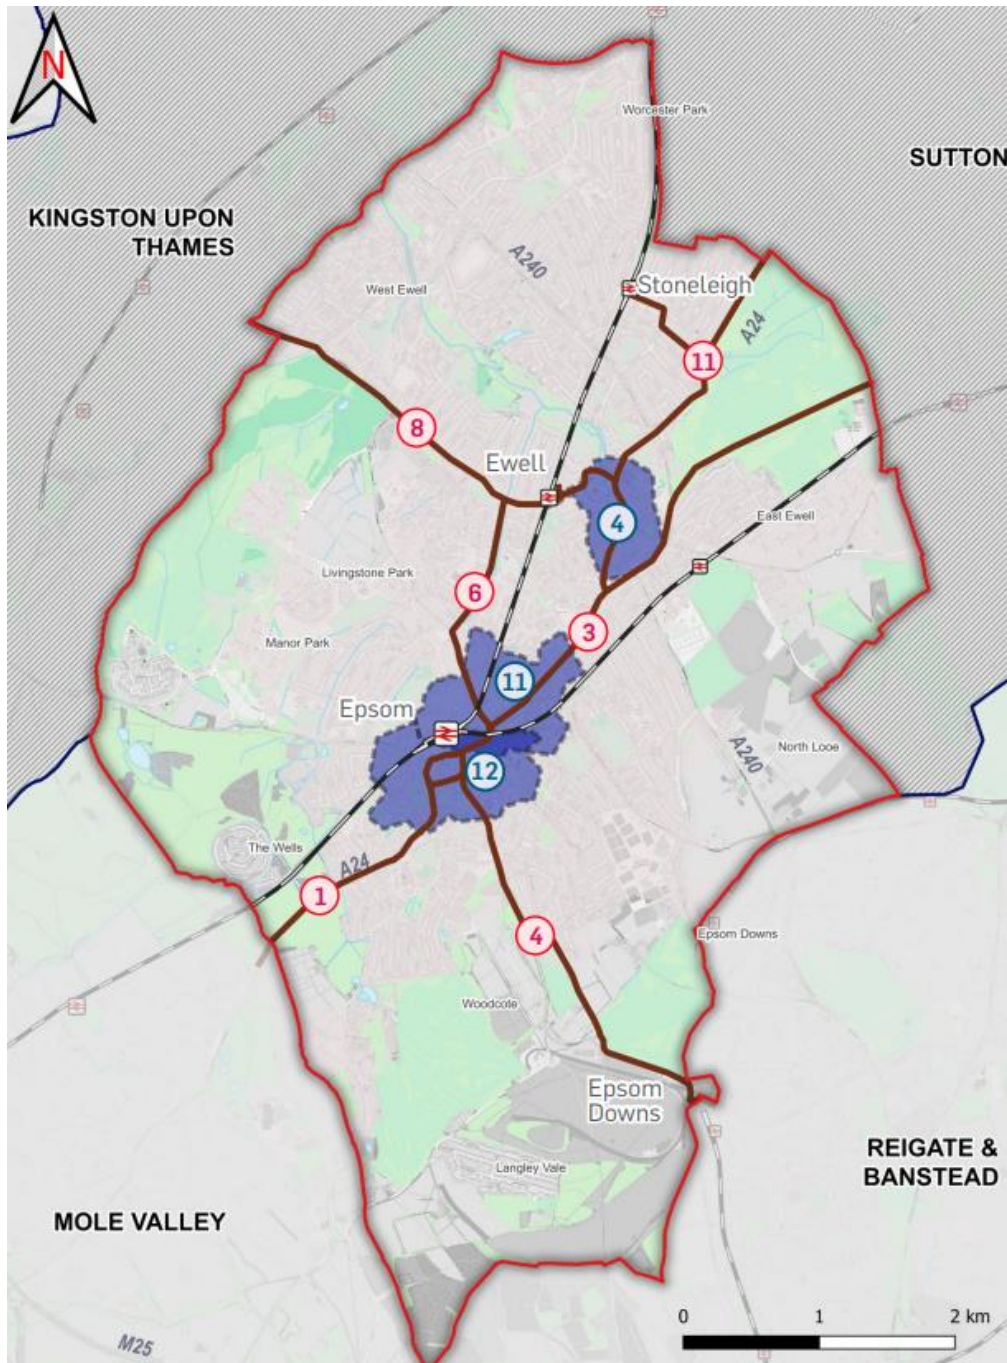 N
Worcester Park
SUTTON
KINGSTON UPON
THAMES
A240
West Ewell
Stoneleigh
A24
11
8
Ewell
4
East Ewell
Livingstone Park
6
3
Manor Park
11
Epsom
North Looe
A240
12
The Wells
A24
1
4
Epsom Downs
Woodcote
Epsom
Downs
REIGATE &
BANSTEAD
Langley Vale
MOLE VALLEY
0 1 2 km
M25